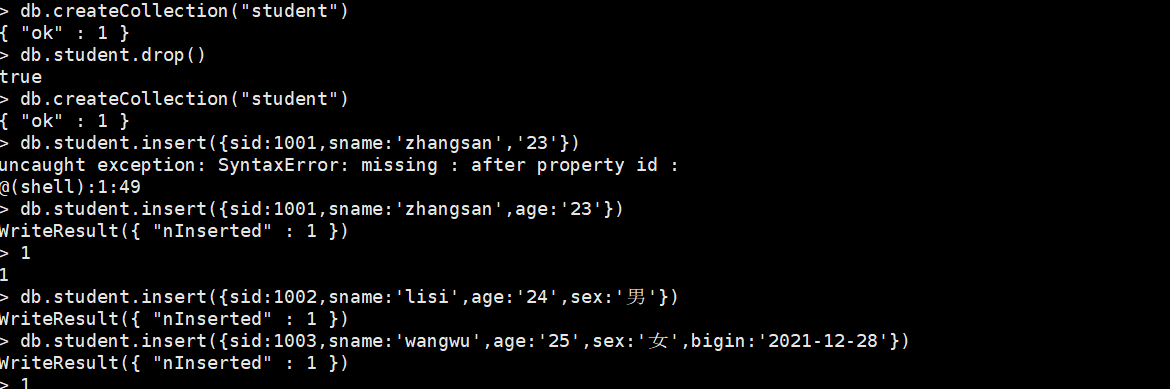 > db.createCollection("student")
{ "ok" : 1 }
> db.student.drop()
true
> db.createCollection("student")
{ "ok" : 1 }
> db.student.insert({sid:1001,sname:'zhangsan','23'})
uncaught exception: SyntaxError: missing : after property id :
@(shell):1:49
> db.student.insert({sid:1001,sname:'zhangsan',age:'23'})
WriteResult({ "nInserted" : 1 })
> 1
1
> db.student.insert({sid:1002,sname:'lisi',age:'24',sex:'男'})
WriteResult({ "nInserted" : 1 })
> db.student.insert({sid:1003,sname:'wangwu',age:'25',sex:'女',bigin:'2021-12-28'})
WriteResult({ "nInserted" : 1 })
> 1